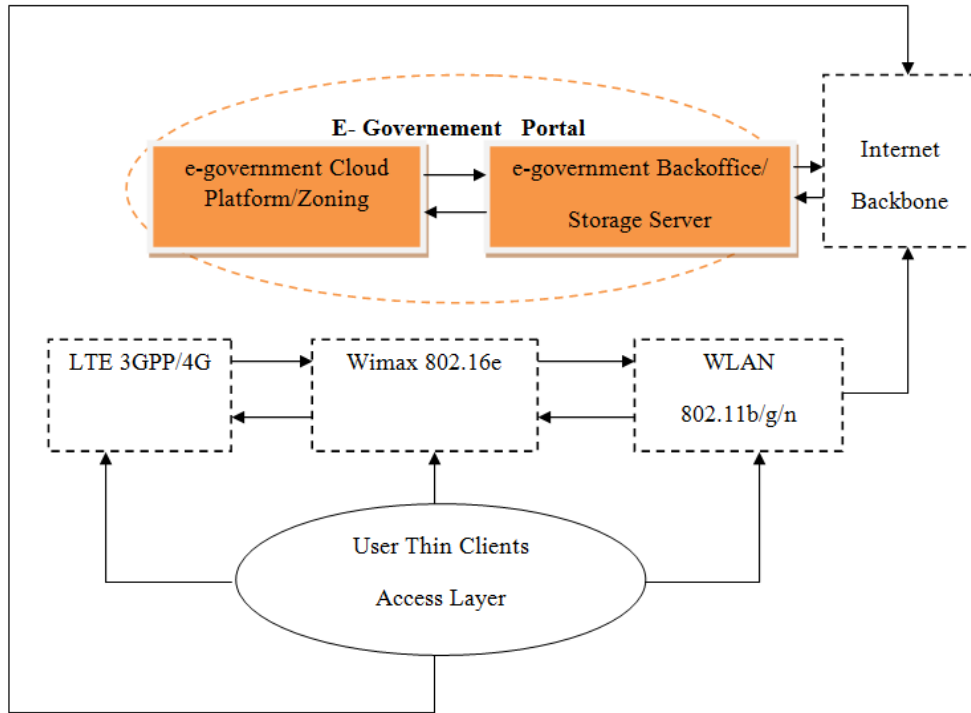 E- Governement Portal
e-government Cloud
Platform/Zoning
e-government Backoffice/
Storage Server
Internet
Backbone
LTE 3GPP/4G
Wimax 802.16e
WLAN
802.11b/g/n
User Thin Clients
Access Layer